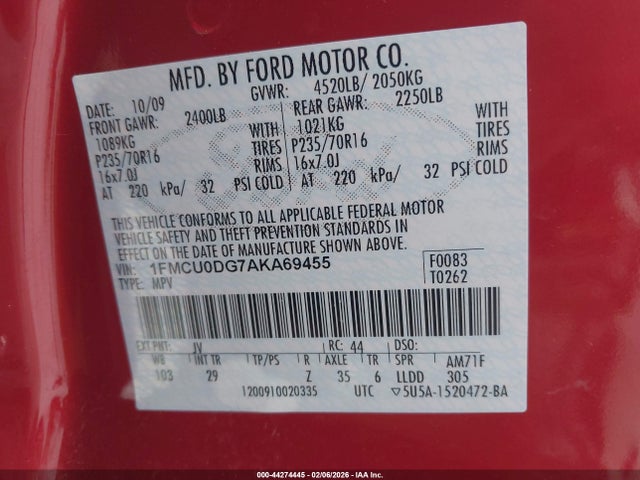 MFD. BY FORD MOTOR CO.
DATE: 10/09 GVWR: 4520LB/ 2050KG
FRONT GAWR: 2400LB REAR GAWR: 2250LB
1089KG WITH 1021KG WITH
P235/70R16 TIRES P235/70R16 TIRES
16x7.0J RIMS 16x7.0J RIMS
AT 220 kPa/ 32 PSI COLD AT 220 kPa/ 32 PSI COLD
THIS VEHICLE CONFORMS TO ALL APPLICABLE FEDERAL MOTOR
VEHICLE SAFETY AND THEFT PREVENTION STANDARDS IN
EFFECT ON THE DATE OF MANUFACTURE SHOWN ABOVE.
VIN: 1FMCU0DG7AKA69455 F0083
TYPE: MPV T0262
EXT PNT: JV RC: 44 DSO:
WB INT TR TP/PS R AXLE TR SPR AM71F
103 29 Z 35 6 LLDD 305
1200910020335 UTC ▽5U5A-1520472-BA
000-44274445 - 02/06/2026 - IAA Inc.